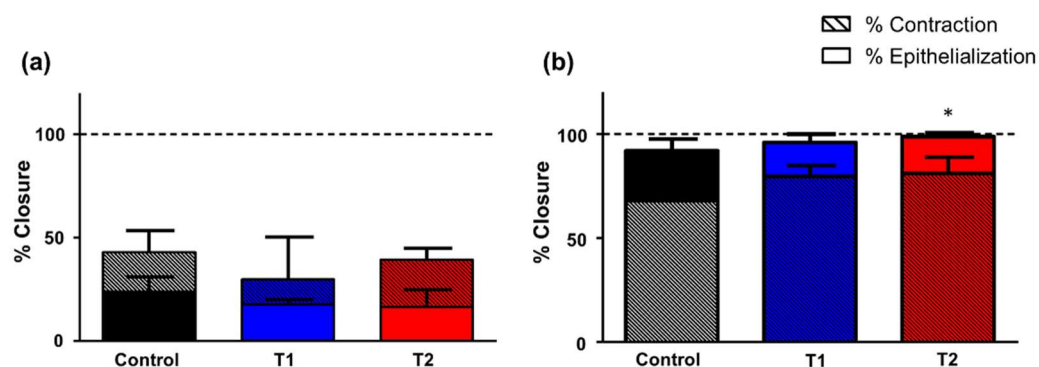 % Contraction
% Epithelialization
(a)
% Closure
100
50
0
Control
T1
T2
(b)
% Closure
100
50
0
*
Control
T1
T2